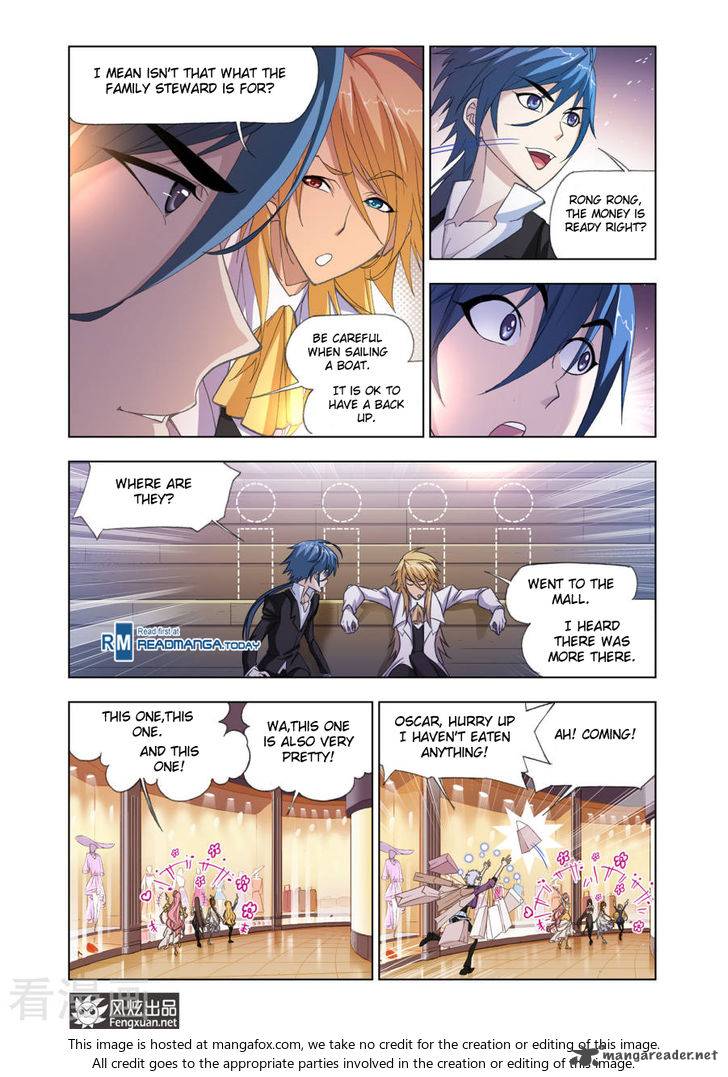 I MEAN ISN'T THAT WHAT THE
FAMILY STEWARD IS FOR?
RONG RONG,
THE MONEY IS
READY RIGHT?
BE CAREFUL
WHEN SAILING
A BOAT.
IT IS OK TO
HAVE A BACK
UP.
WHERE ARE
THEY?
WENT TO THE
MALL.
I HEARD
THERE WAS
MORE THERE.
RM Read first at
READMANGA.TODAY
THIS ONE,THIS
ONE.
AND THIS
ONE!
WA,THIS ONE
IS ALSO VERY
PRETTY!
OSCAR, HURRY UP
I HAVEN'T EATEN
ANYTHING!
AH! COMING!
看漫画
风炫出品
Fengxuan.net
This image is hosted at mangafox.com, we take no credit for the creation or editing of this image.
All credit goes to the appropriate parties involved in the creation or editing of this image.
mangareader.net